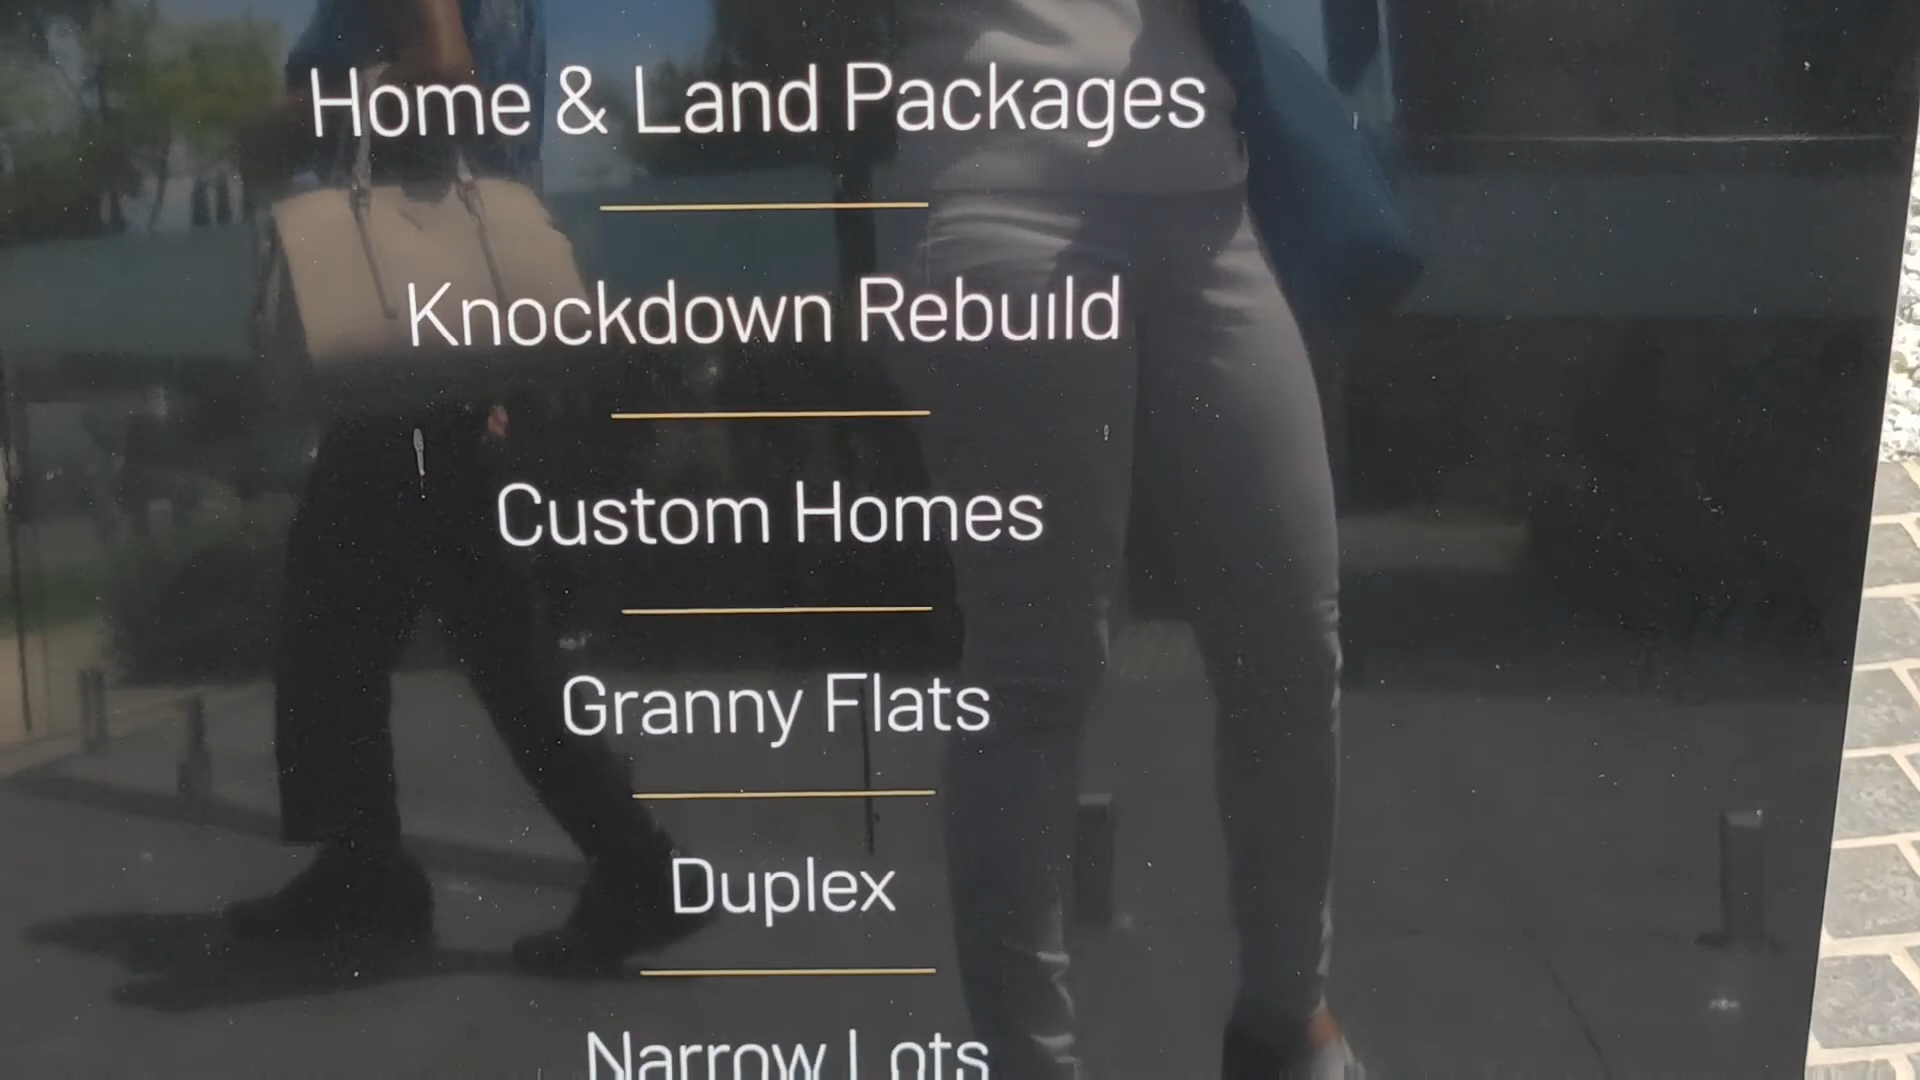 Home & Land Packages
Knockdown Rebuild
Custom Homes
Granny Flats
Duplex
Narrow Lots